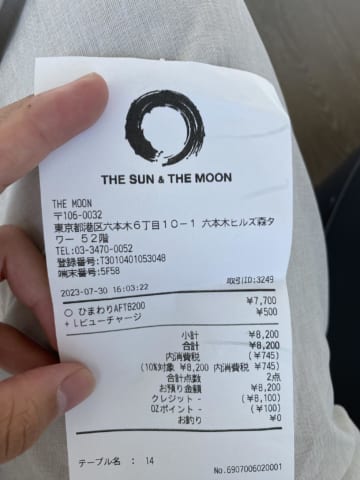 THE SUN & THE MOON
THE MOON
〒106-0032
東京都港区六本木6丁目10-1 六本木ヒルズ森タ
ワー 52階
TEL:03-3470-0052
登録番号:T3010401053048
端末番号:5F58
2023-07-30 16:03:22 取引ID:3249
○ ひまわりAFTB200 ¥7,700
+ Lビューチャージ ¥500
小計 ¥8,200
合計 ¥8,200
内消費税 (¥745)
(10%対象 ¥8,200 内消費税 ¥745)
合計点数 2点
お預り金額 ¥8,200
クレジット - (¥8,100)
OZポイント - (¥100)
お釣り ¥0
テーブル名 : 14
No.6907006020001